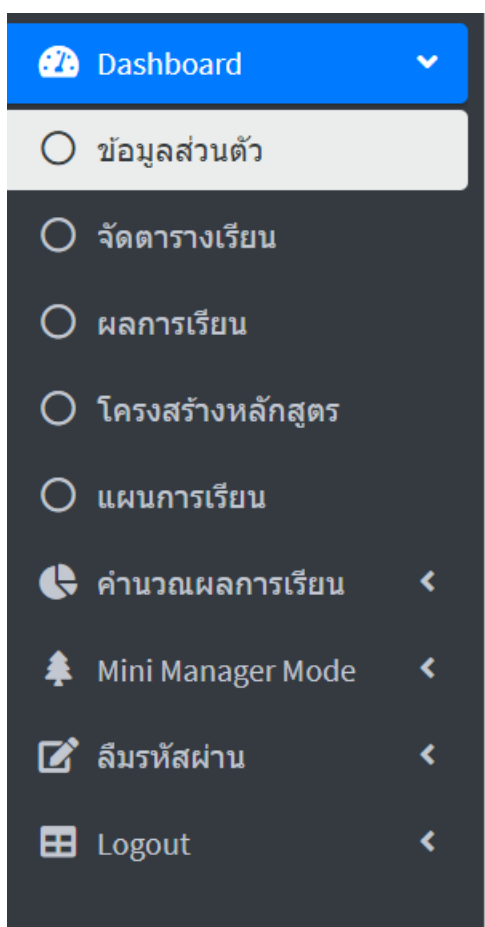 Dashboard
ข้อมูลส่วนตัว
จัดตารางเรียน
ผลการเรียน
โครงสร้างหลักสูตร
แผนการเรียน
คำนวณผลการเรียน
Mini Manager Mode
ลืมรหัสผ่าน
Logout